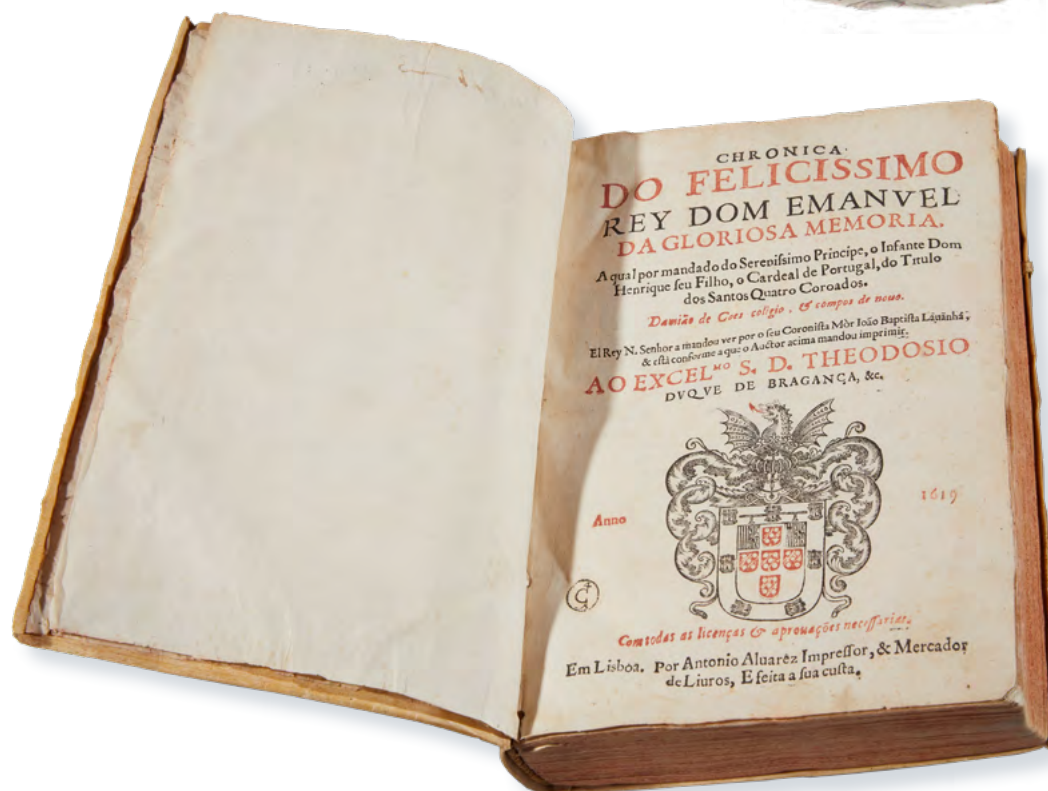 CHRONICA.
DO FELICISSIMO
REY DOM EMANVEL
DA GLORIOSA MEMORIA.
A qual por mandado do Sereniſsimo Principe, o Infante Dom
Henrique ſeu Filho, o Cardeal de Portugal, do Titulo
dos Santos Quatro Coroados.
Damião de Goes colegio, & compos de nouo.
El Rey N. Senhor a mandou ver por o ſeu Coroniſta Mòr Ioão Baptiſta Lauanha,
& eſtà conforme a que o Auctor acima mandou imprimir.
AO EXCEL.MO S. D. THEODOSIO
DVQVE DE BRAGANÇA, &c.
Anno 1619
Com todas as licenças & aprouações neceſſarias.
Em Lisboa. Por Antonio Aluarez Impreſſor, & Mercador
de Liuros, E feita a ſua cuſta.